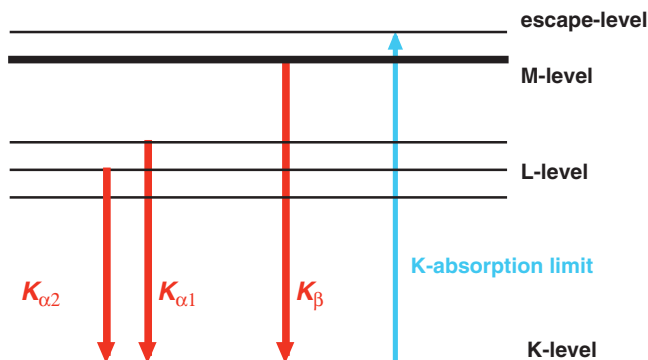 escape-level
M-level
L-level
K-absorption limit
Kα2
Kα1
Kβ
K-level